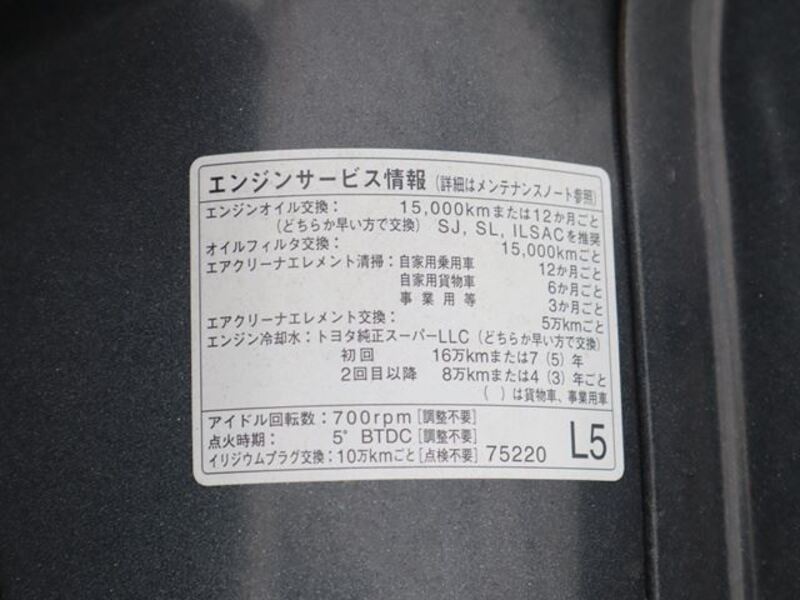 エンジンサービス情報（詳細はメンテナンスノート参照）
エンジンオイル交換： 15,000kmまたは12か月ごと
（どちらか早い方で交換） SJ, SL, ILSACを推奨
オイルフィルタ交換： 15,000kmごと
エアクリーナエレメント清掃：自家用乗用車 12か月ごと
自家用貨物車 6か月ごと
事業用等 3か月ごと
エアクリーナエレメント交換： 5万kmごと
エンジン冷却水：トヨタ純正スーパーLLC（どちらか早い方で交換）
初回 16万kmまたは7（5）年
2回目以降 8万kmまたは4（3）年ごと
（ ）は貨物車、事業用車
アイドル回転数：700rpm［調整不要］
点火時期： 5° BTDC［調整不要］
イリジウムプラグ交換：10万kmごと［点検不要］75220 L5